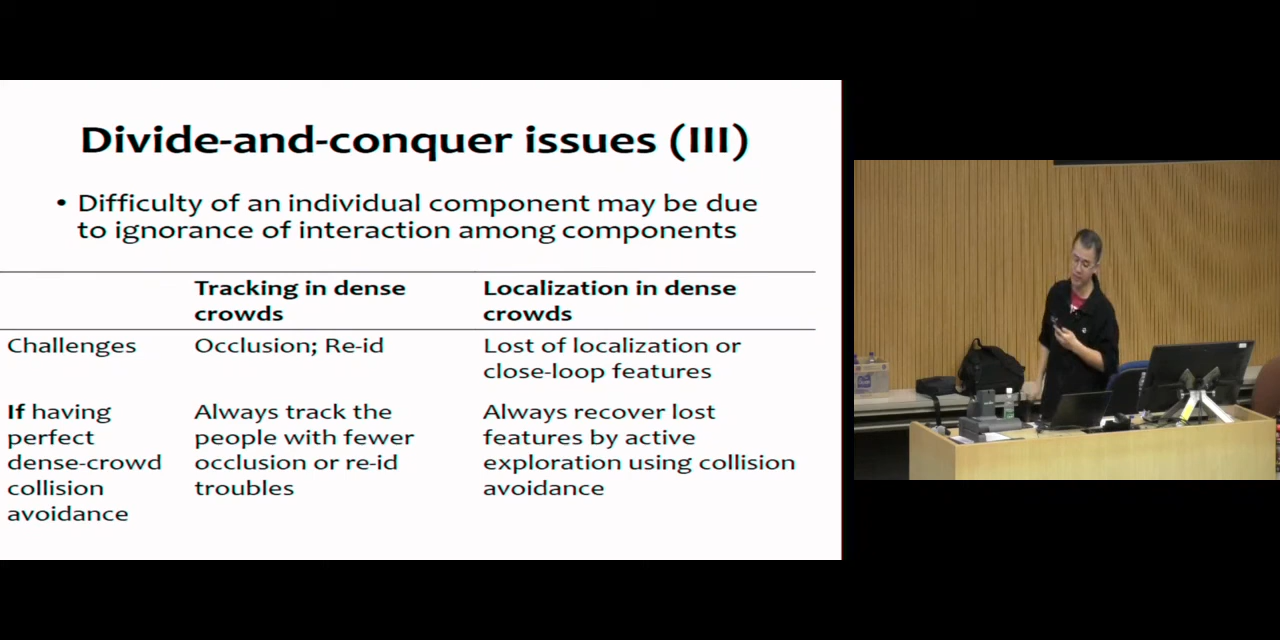 Divide-and-conquer issues (III)
• Difficulty of an individual component may be due
to ignorance of interaction among components
Tracking in dense
crowds
Localization in dense
crowds
Challenges
Occlusion; Re-id
Lost of localization or
close-loop features
If having
perfect
dense-crowd
collision
avoidance
Always track the
people with fewer
occlusion or re-id
troubles
Always recover lost
features by active
exploration using collision
avoidance